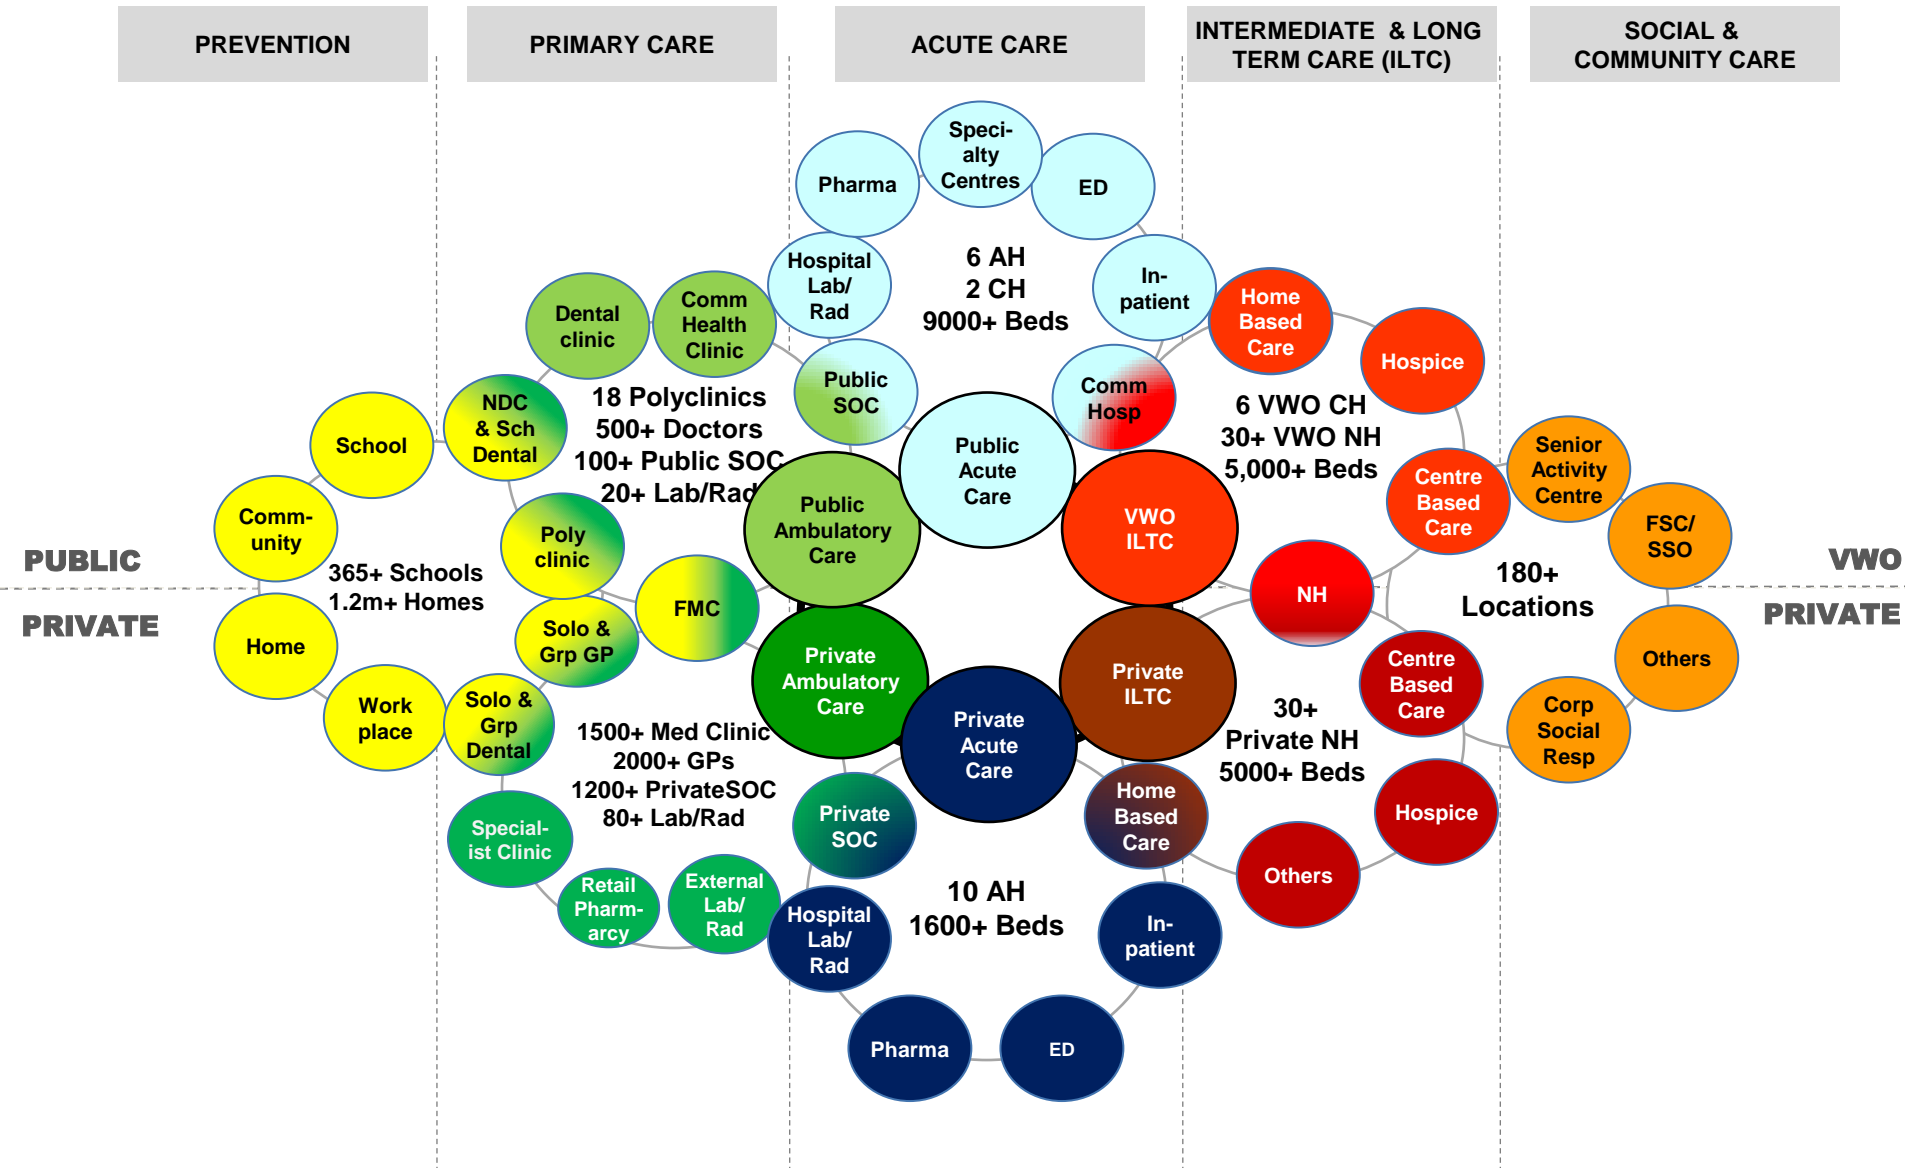 PREVENTION
PRIMARY CARE
ACUTE CARE
INTERMEDIATE & LONG
TERM CARE (ILTC)
SOCIAL &
COMMUNITY CARE
Speci-
alty
Centres
Pharma
ED
Hospital
Lab/
Rad
6 AH
2 CH
9000+ Beds
In-
patient
Dental
clinic
Comm
Health
Clinic
Public
SOC
Comm
Hosp
Home
Based
Care
Hospice
NDC
& Sch
Dental
18 Polyclinics
500+ Doctors
100+ Public SOC
20+ Lab/Rad
Public
Acute
Care
6 VWO CH
30+ VWO NH
5,000+ Beds
School
Comm-
unity
Poly
clinic
Public
Ambulatory
Care
VWO
ILTC
Centre
Based
Care
Senior
Activity
Centre
FSC/
SSO
PUBLIC
PRIVATE
365+ Schools
1.2m+ Homes
FMC
NH
180+
Locations
VWO
PRIVATE
Home
Work
place
Solo &
Grp GP
Solo &
Grp
Dental
Private
Ambulatory
Care
Private
Acute
Care
Private
ILTC
Centre
Based
Care
Others
Corp
Social
Resp
1500+ Med Clinic
2000+ GPs
1200+ PrivateSOC
80+ Lab/Rad
30+
Private NH
5000+ Beds
Special-
ist Clinic
Retail
Pharm-
arcy
External
Lab/
Rad
Private
SOC
Home
Based
Care
Hospice
Others
Hospital
Lab/
Rad
10 AH
1600+ Beds
In-
patient
Pharma
ED